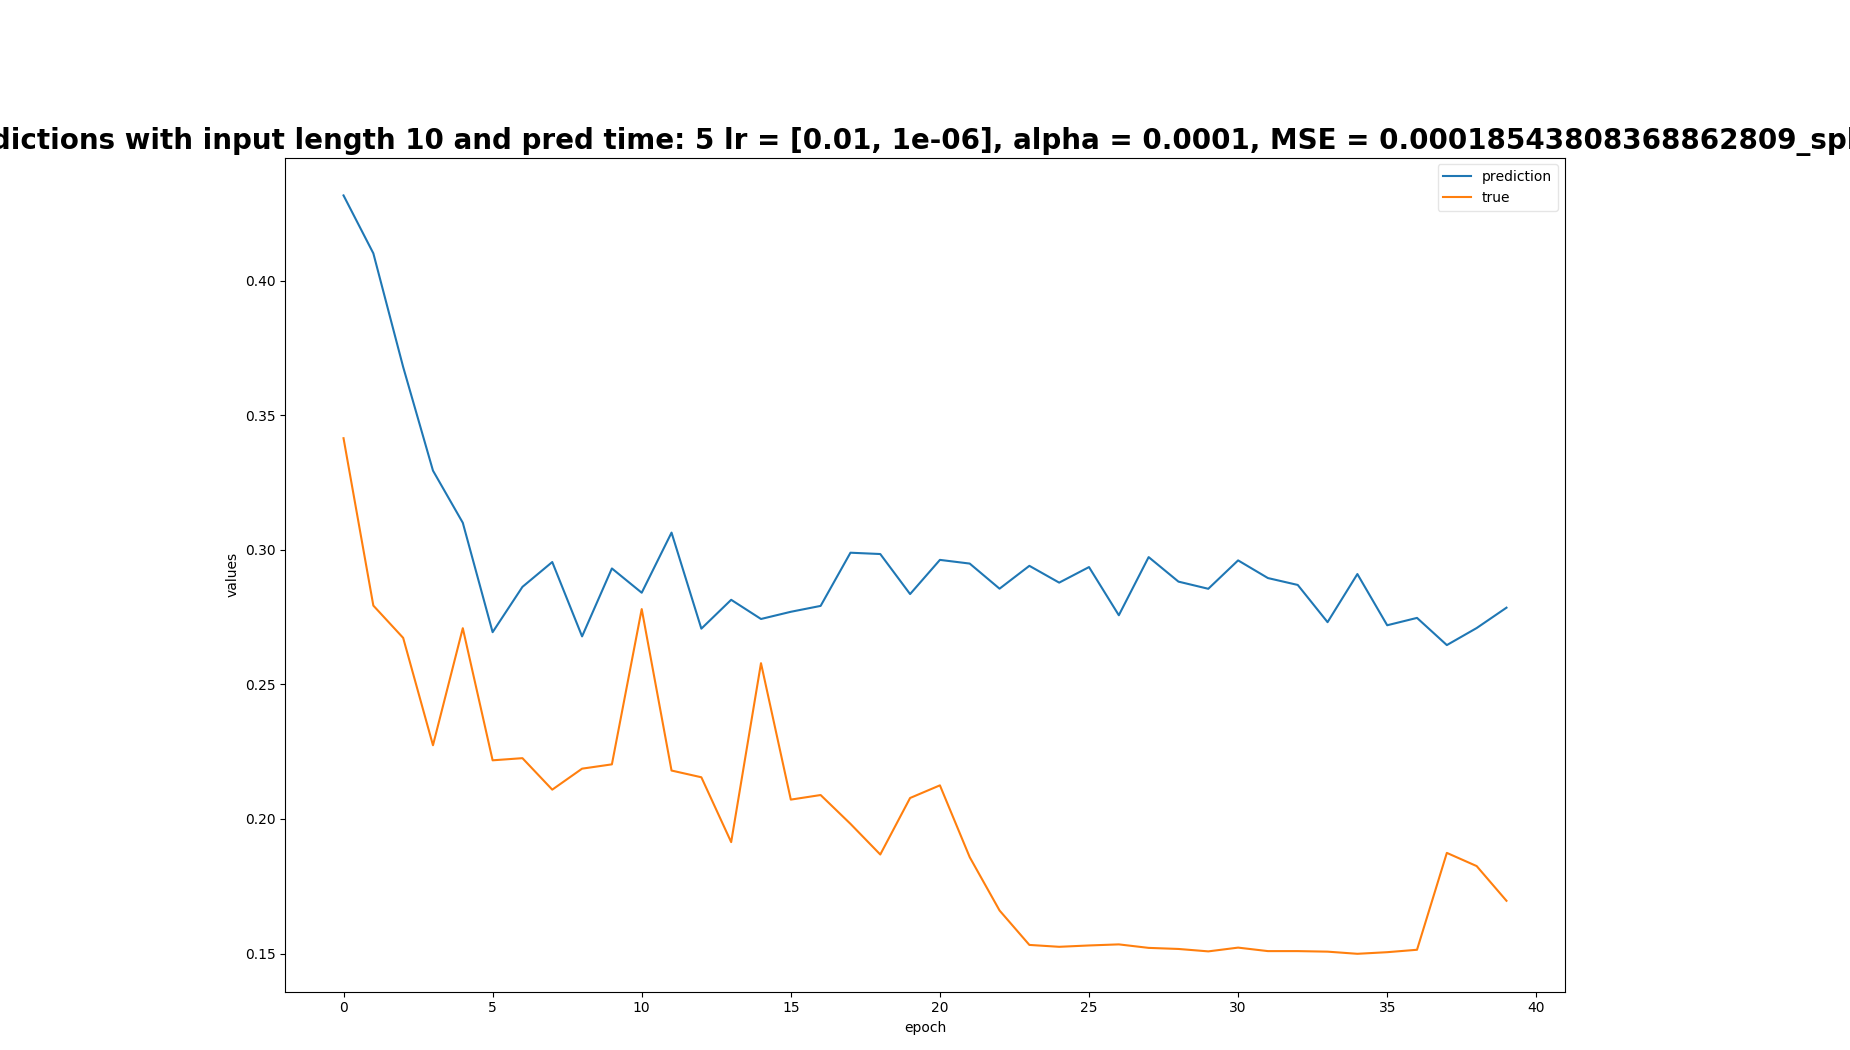 dictions with input length 10 and pred time: 5 lr = [0.01, 1e-06], alpha = 0.0001, MSE = 0.00018543808368862809_spl
prediction
true
0.40
0.35
0.30
0.25
0.20
0.15
values
0 5 10 15 20 25 30 35 40
epoch